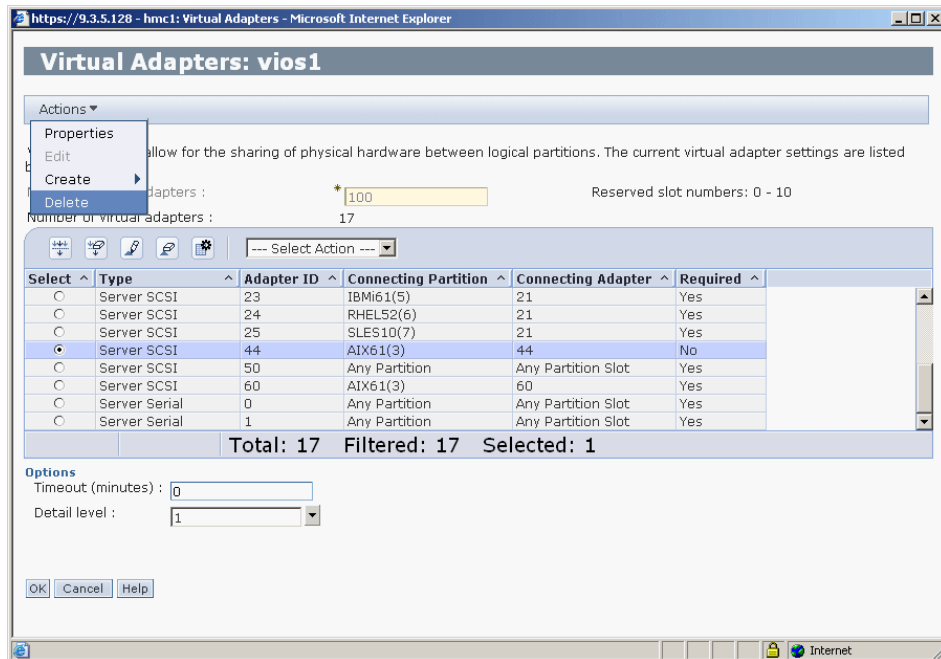 https://9.3.5.128 - hmc1: Virtual Adapters - Microsoft Internet Explorer
Virtual Adapters: vios1
Actions
Properties
Edit
Create
Delete
allow for the sharing of physical hardware between logical partitions. The current virtual adapter settings are listed
dapters : * 100 Reserved slot numbers: 0 - 10
Number of virtual adapters : 17
--- Select Action ---
Select ^ Type ^ Adapter ID ^ Connecting Partition ^ Connecting Adapter ^ Required ^
Server SCSI 23 IBMi61(5) 21 Yes
Server SCSI 24 RHEL52(6) 21 Yes
Server SCSI 25 SLES10(7) 21 Yes
Server SCSI 44 AIX61(3) 44 No
Server SCSI 50 Any Partition Any Partition Slot Yes
Server SCSI 60 AIX61(3) 60 Yes
Server Serial 0 Any Partition Any Partition Slot Yes
Server Serial 1 Any Partition Any Partition Slot Yes
Total: 17 Filtered: 17 Selected: 1
Options
Timeout (minutes) : 0
Detail level : 1
OK Cancel Help
Internet